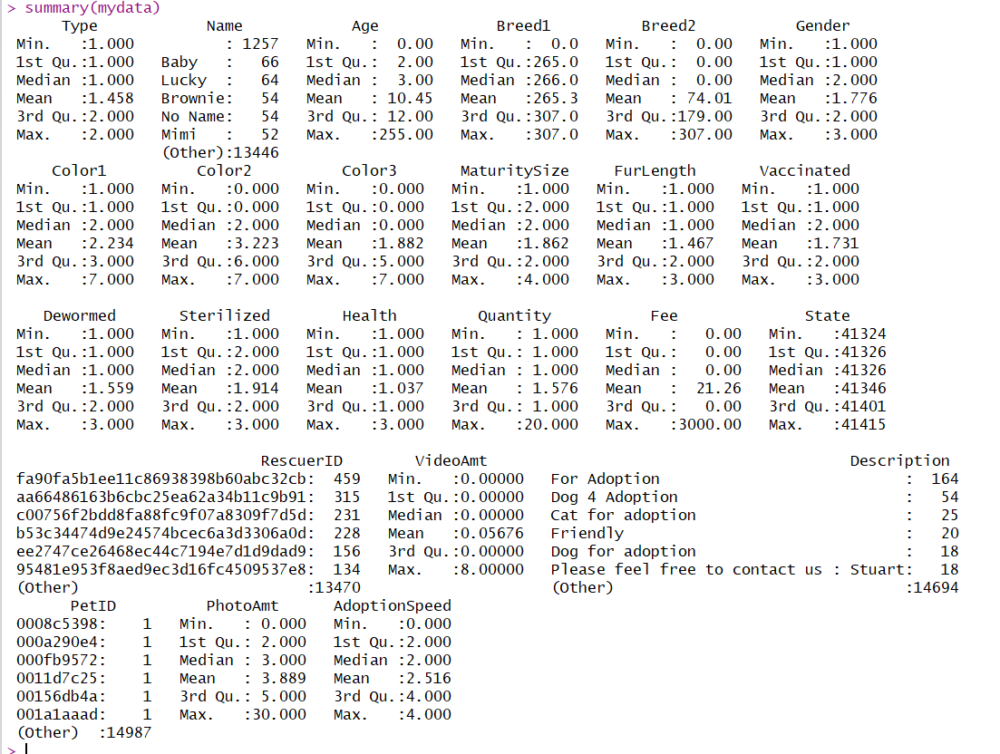 > summary(mydata)
      Type            Name            Age             Breed1          Breed2           Gender
 Min.   :1.000          : 1257   Min.   :  0.00   Min.   :  0.0   Min.   :  0.00   Min.   :1.000
 1st Qu.:1.000   Baby   :   66   1st Qu.:  2.00   1st Qu.:265.0   1st Qu.:  0.00   1st Qu.:1.000
 Median :1.000   Lucky  :   64   Median :  3.00   Median :266.0   Median :  0.00   Median :2.000
 Mean   :1.458   Brownie:   54   Mean   : 10.45   Mean   :265.3   Mean   : 74.01   Mean   :1.776
 3rd Qu.:2.000   No Name:   54   3rd Qu.: 12.00   3rd Qu.:307.0   3rd Qu.:179.00   3rd Qu.:2.000
 Max.   :2.000   Mimi   :   52   Max.   :255.00   Max.   :307.0   Max.   :307.00   Max.   :3.000
                 (Other):13446
     Color1          Color2          Color3       MaturitySize     FurLength       Vaccinated
 Min.   :1.000   Min.   :0.000   Min.   :0.000   Min.   :1.000   Min.   :1.000   Min.   :1.000
 1st Qu.:1.000   1st Qu.:0.000   1st Qu.:0.000   1st Qu.:2.000   1st Qu.:1.000   1st Qu.:1.000
 Median :2.000   Median :2.000   Median :0.000   Median :2.000   Median :1.000   Median :2.000
 Mean   :2.234   Mean   :3.223   Mean   :1.882   Mean   :1.862   Mean   :1.467   Mean   :1.731
 3rd Qu.:3.000   3rd Qu.:6.000   3rd Qu.:5.000   3rd Qu.:2.000   3rd Qu.:2.000   3rd Qu.:2.000
 Max.   :7.000   Max.   :7.000   Max.   :7.000   Max.   :4.000   Max.   :3.000   Max.   :3.000
    Dewormed       Sterilized        Health         Quantity           Fee              State
 Min.   :1.000   Min.   :1.000   Min.   :1.000   Min.   : 1.000   Min.   :   0.00   Min.   :41324
 1st Qu.:1.000   1st Qu.:2.000   1st Qu.:1.000   1st Qu.: 1.000   1st Qu.:   0.00   1st Qu.:41326
 Median :1.000   Median :2.000   Median :1.000   Median : 1.000   Median :   0.00   Median :41326
 Mean   :1.559   Mean   :1.914   Mean   :1.037   Mean   : 1.576   Mean   :  21.26   Mean   :41346
 3rd Qu.:2.000   3rd Qu.:2.000   3rd Qu.:1.000   3rd Qu.: 1.000   3rd Qu.:   0.00   3rd Qu.:41401
 Max.   :3.000   Max.   :3.000   Max.   :3.000   Max.   :20.000   Max.   :3000.00   Max.   :41415
                            RescuerID        VideoAmt                                           Description
 fa90fa5b1ee11c86938398b60abc32cb:  459   Min.   :0.00000   For Adoption                           :  164
 aa66486163b6cbc25ea62a34b11c9b91:  315   1st Qu.:0.00000   Dog 4 Adoption                         :   54
 c00756f2bdd8fa88fc9f07a8309f7d5d:  231   Median :0.00000   Cat for adoption                       :   25
 b53c34474d9e24574bcec6a3d3306a0d:  228   Mean   :0.05676   Friendly                               :   20
 ee2747ce26468ec44c7194e7d1d9dad9:  156   3rd Qu.:0.00000   Dog for adoption                       :   18
 95481e953f8aed9ec3d16fc4509537e8:  134   Max.   :8.00000   Please feel free to contact us : Stuart:   18
 (Other)                         :13470                     (Other)                                :14694
       PetID          PhotoAmt      AdoptionSpeed
 0008c5398:    1   Min.   : 0.000   Min.   :0.000
 000a290e4:    1   1st Qu.: 2.000   1st Qu.:2.000
 000fb9572:    1   Median : 3.000   Median :2.000
 0011d7c25:    1   Mean   : 3.889   Mean   :2.516
 00156db4a:    1   3rd Qu.: 5.000   3rd Qu.:4.000
 001a1aaad:    1   Max.   :30.000   Max.   :4.000
 (Other)  :14987
>